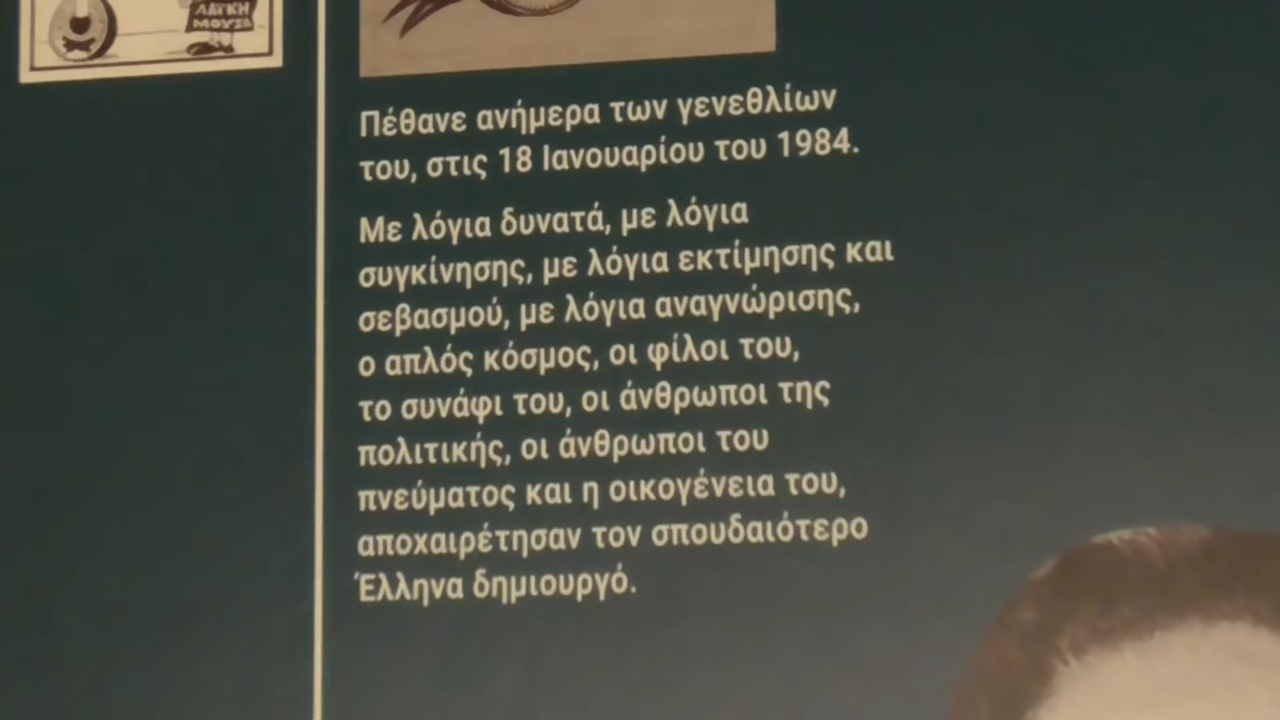 ΛΑΪΚΗ
ΜΟΥΣΑ
Πέθανε ανήμερα των γενεθλίων
του, στις 18 Ιανουαρίου του 1984.
Με λόγια δυνατά, με λόγια
συγκίνησης, με λόγια εκτίμησης και
σεβασμού, με λόγια αναγνώρισης,
ο απλός κόσμος, οι φίλοι του,
το συνάφι του, οι άνθρωποι της
πολιτικής, οι άνθρωποι του
πνεύματος και η οικογένεια του,
αποχαιρέτησαν τον σπουδαιότερο
Έλληνα δημιουργό.